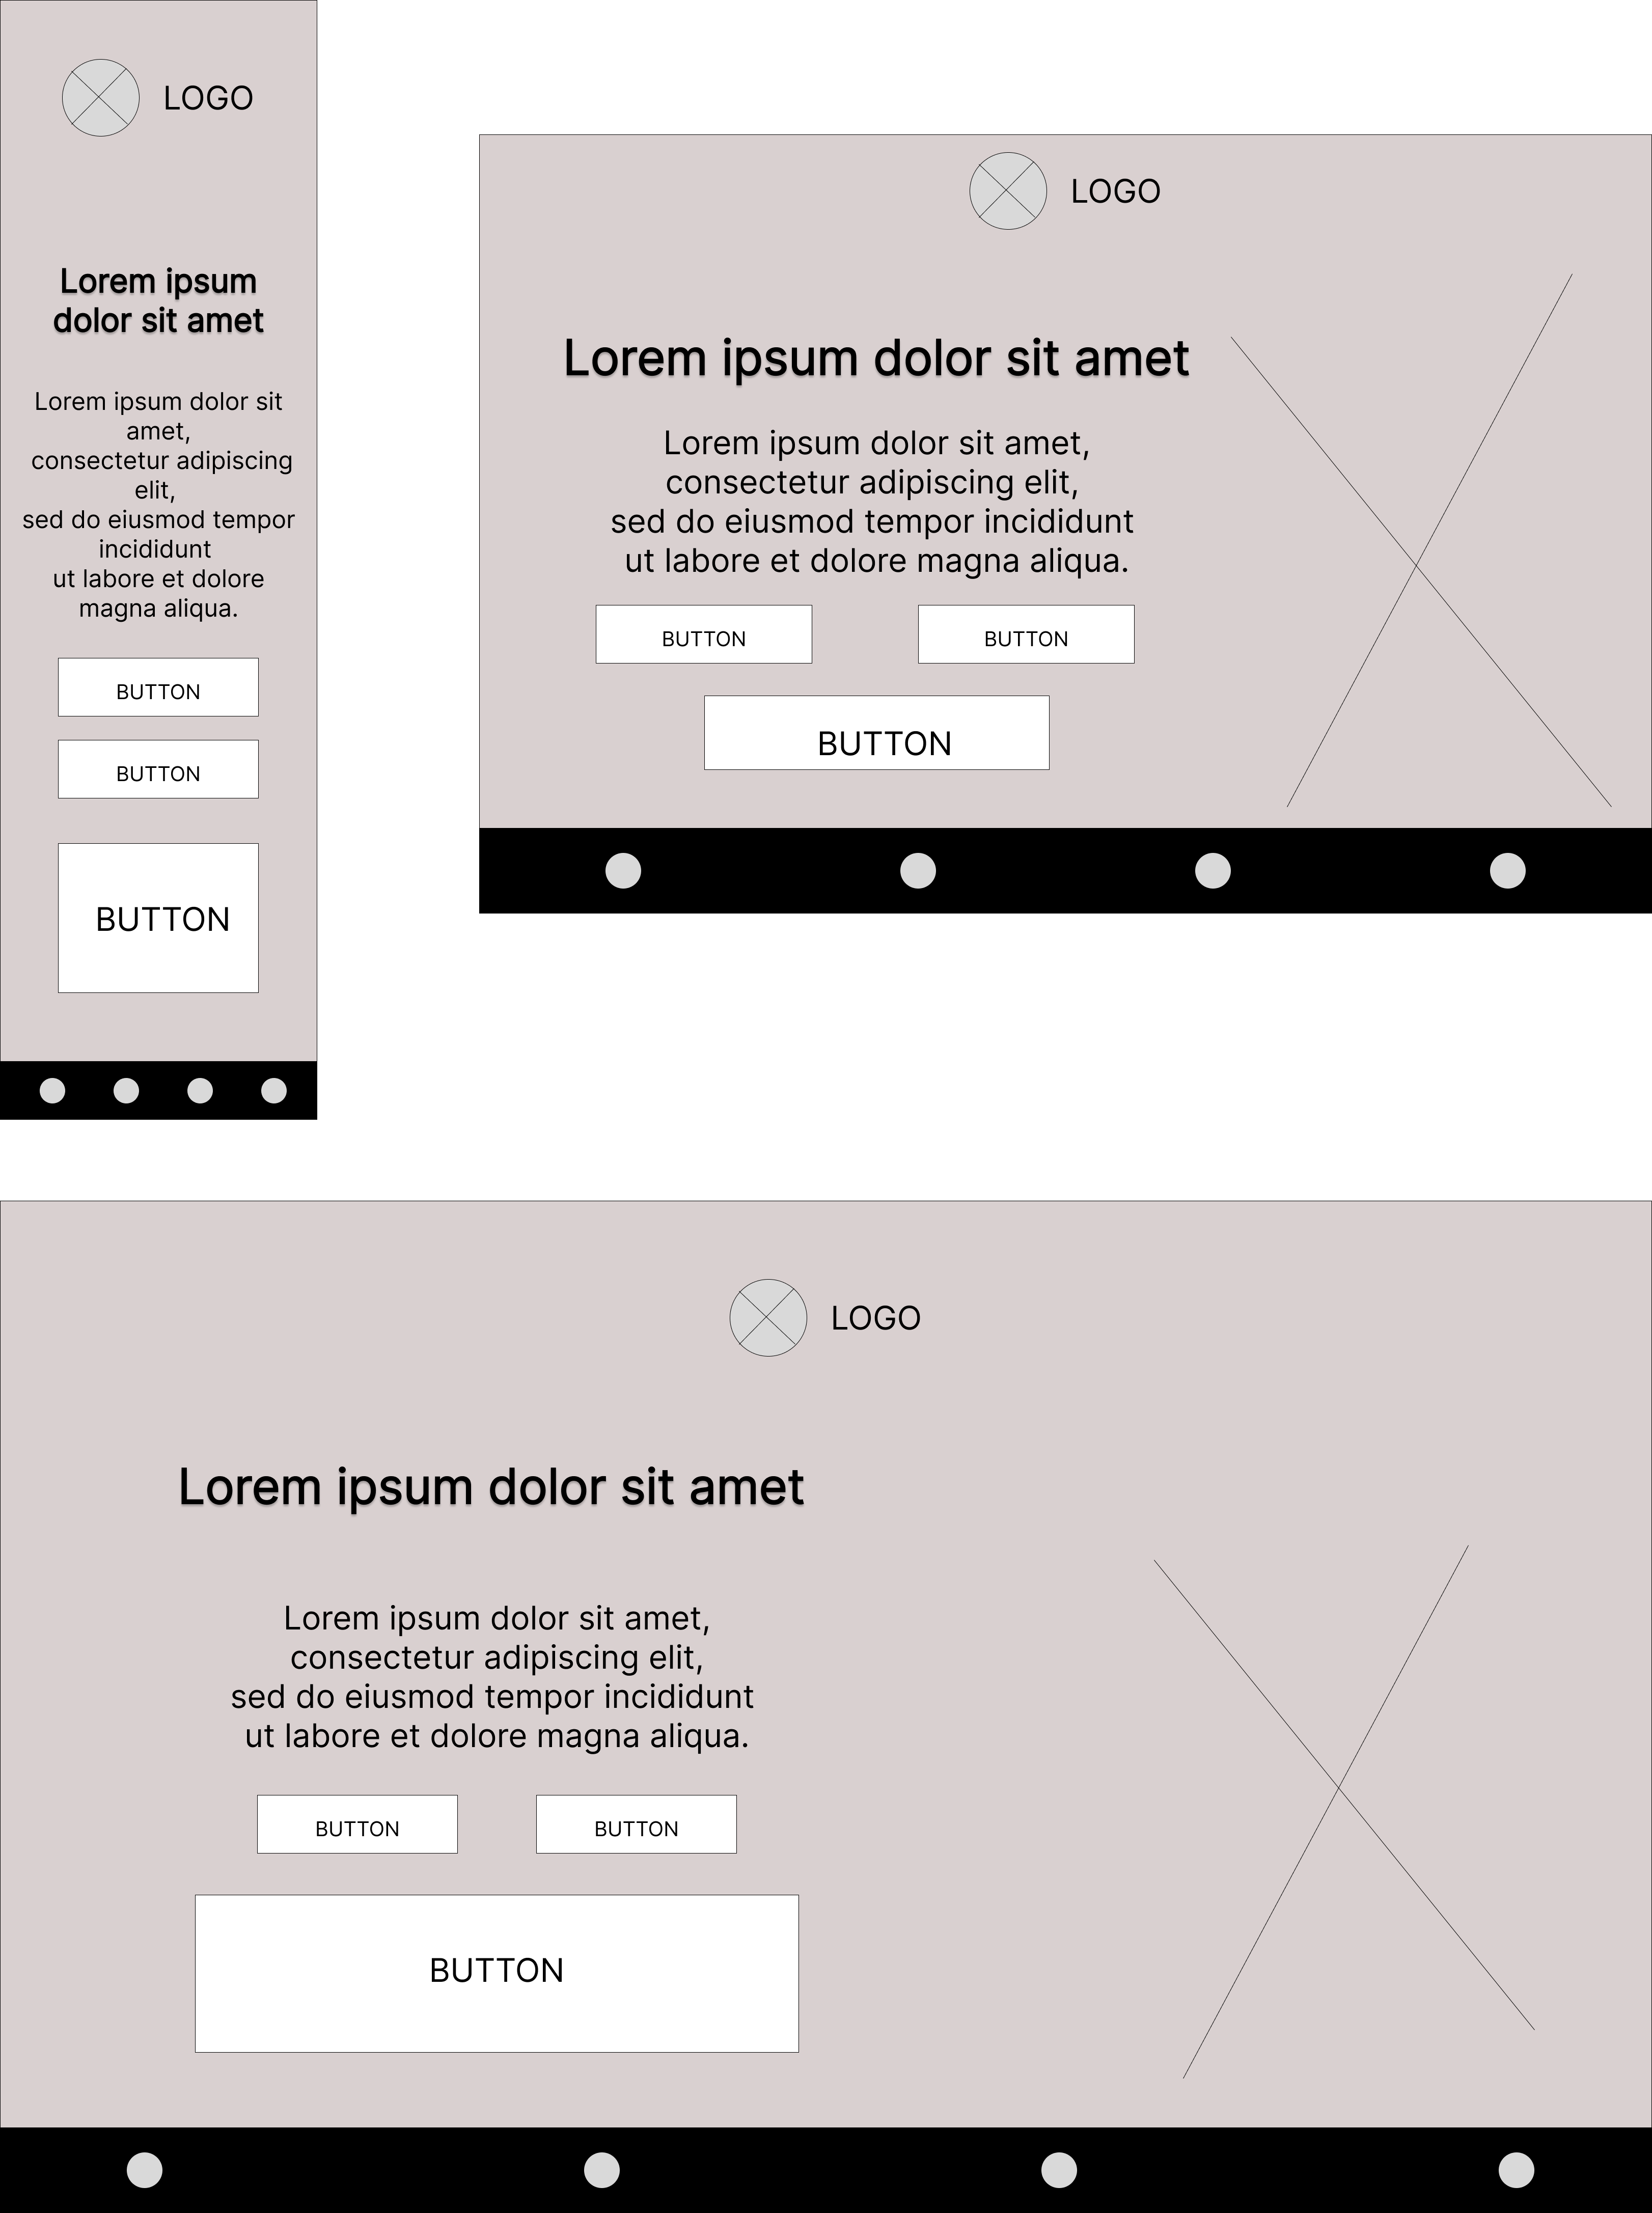 LOGO
Lorem ipsum
dolor sit amet
Lorem ipsum dolor sit
amet,
consectetur adipiscing
elit,
sed do eiusmod tempor
incididunt
ut labore et dolore
magna aliqua.
BUTTON
BUTTON
BUTTON
LOGO
Lorem ipsum dolor sit amet
Lorem ipsum dolor sit amet,
consectetur adipiscing elit,
sed do eiusmod tempor incididunt
ut labore et dolore magna aliqua.
BUTTON BUTTON
BUTTON
LOGO
Lorem ipsum dolor sit amet
Lorem ipsum dolor sit amet,
consectetur adipiscing elit,
sed do eiusmod tempor incididunt
ut labore et dolore magna aliqua.
BUTTON BUTTON
BUTTON